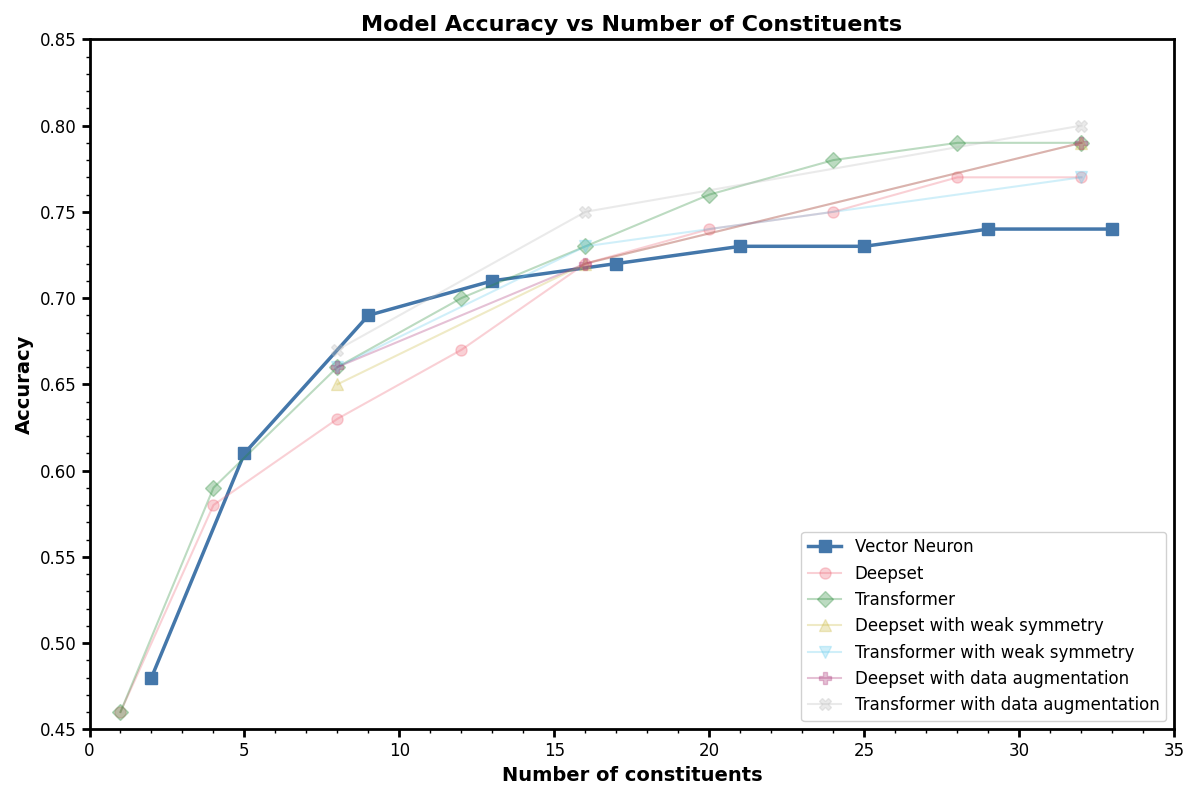 Model Accuracy vs Number of Constituents
0.85
0.80
0.75
0.70
0.65
0.60
0.55
0.50
0.45
Accuracy
0 5 10 15 20 25 30 35
Number of constituents
Vector Neuron
Deepset
Transformer
Deepset with weak symmetry
Transformer with weak symmetry
Deepset with data augmentation
Transformer with data augmentation